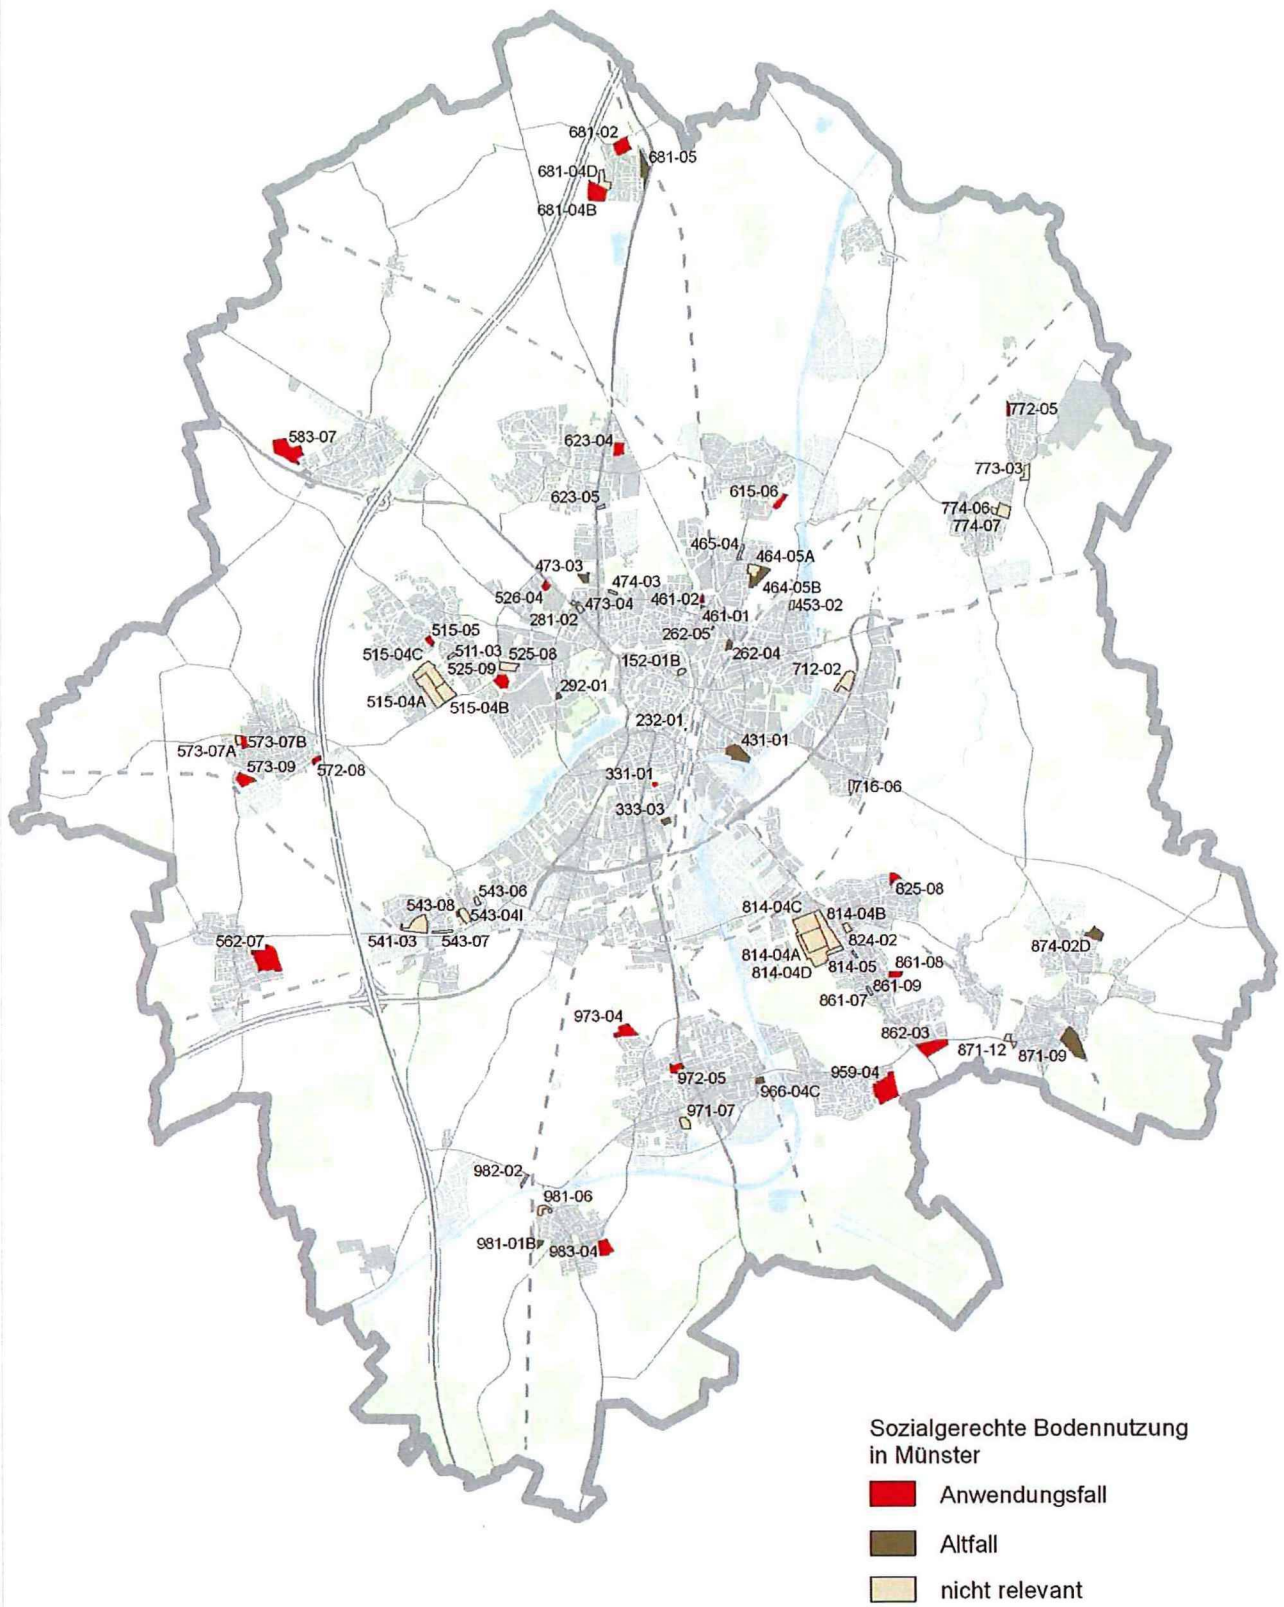 681-02
681-05
681-04D
681-04B
772-05
583-07
623-04
773-03
615-06
623-05
774-06
774-07
465-04
464-05A
473-03
474-03
464-05B
526-04
461-02
473-04
453-02
281-02
461-01
515-05
262-05
511-03
525-08
262-04
515-04C
152-01B
525-09
712-02
292-01
515-04A
515-04B
232-01
431-01
573-07B
573-07A
573-09
572-08
331-01
716-06
333-03
825-08
543-06
543-08
814-04C
543-04I
814-04B
562-07
541-03
543-07
824-02
874-02D
814-04A
861-08
814-05
814-04D
861-09
861-07
973-04
862-03
871-12
871-09
959-04
972-05
966-04C
971-07
982-02
981-06
981-01B
983-04
Sozialgerechte Bodennutzung
in Münster
Anwendungsfall
Altfall
nicht relevant